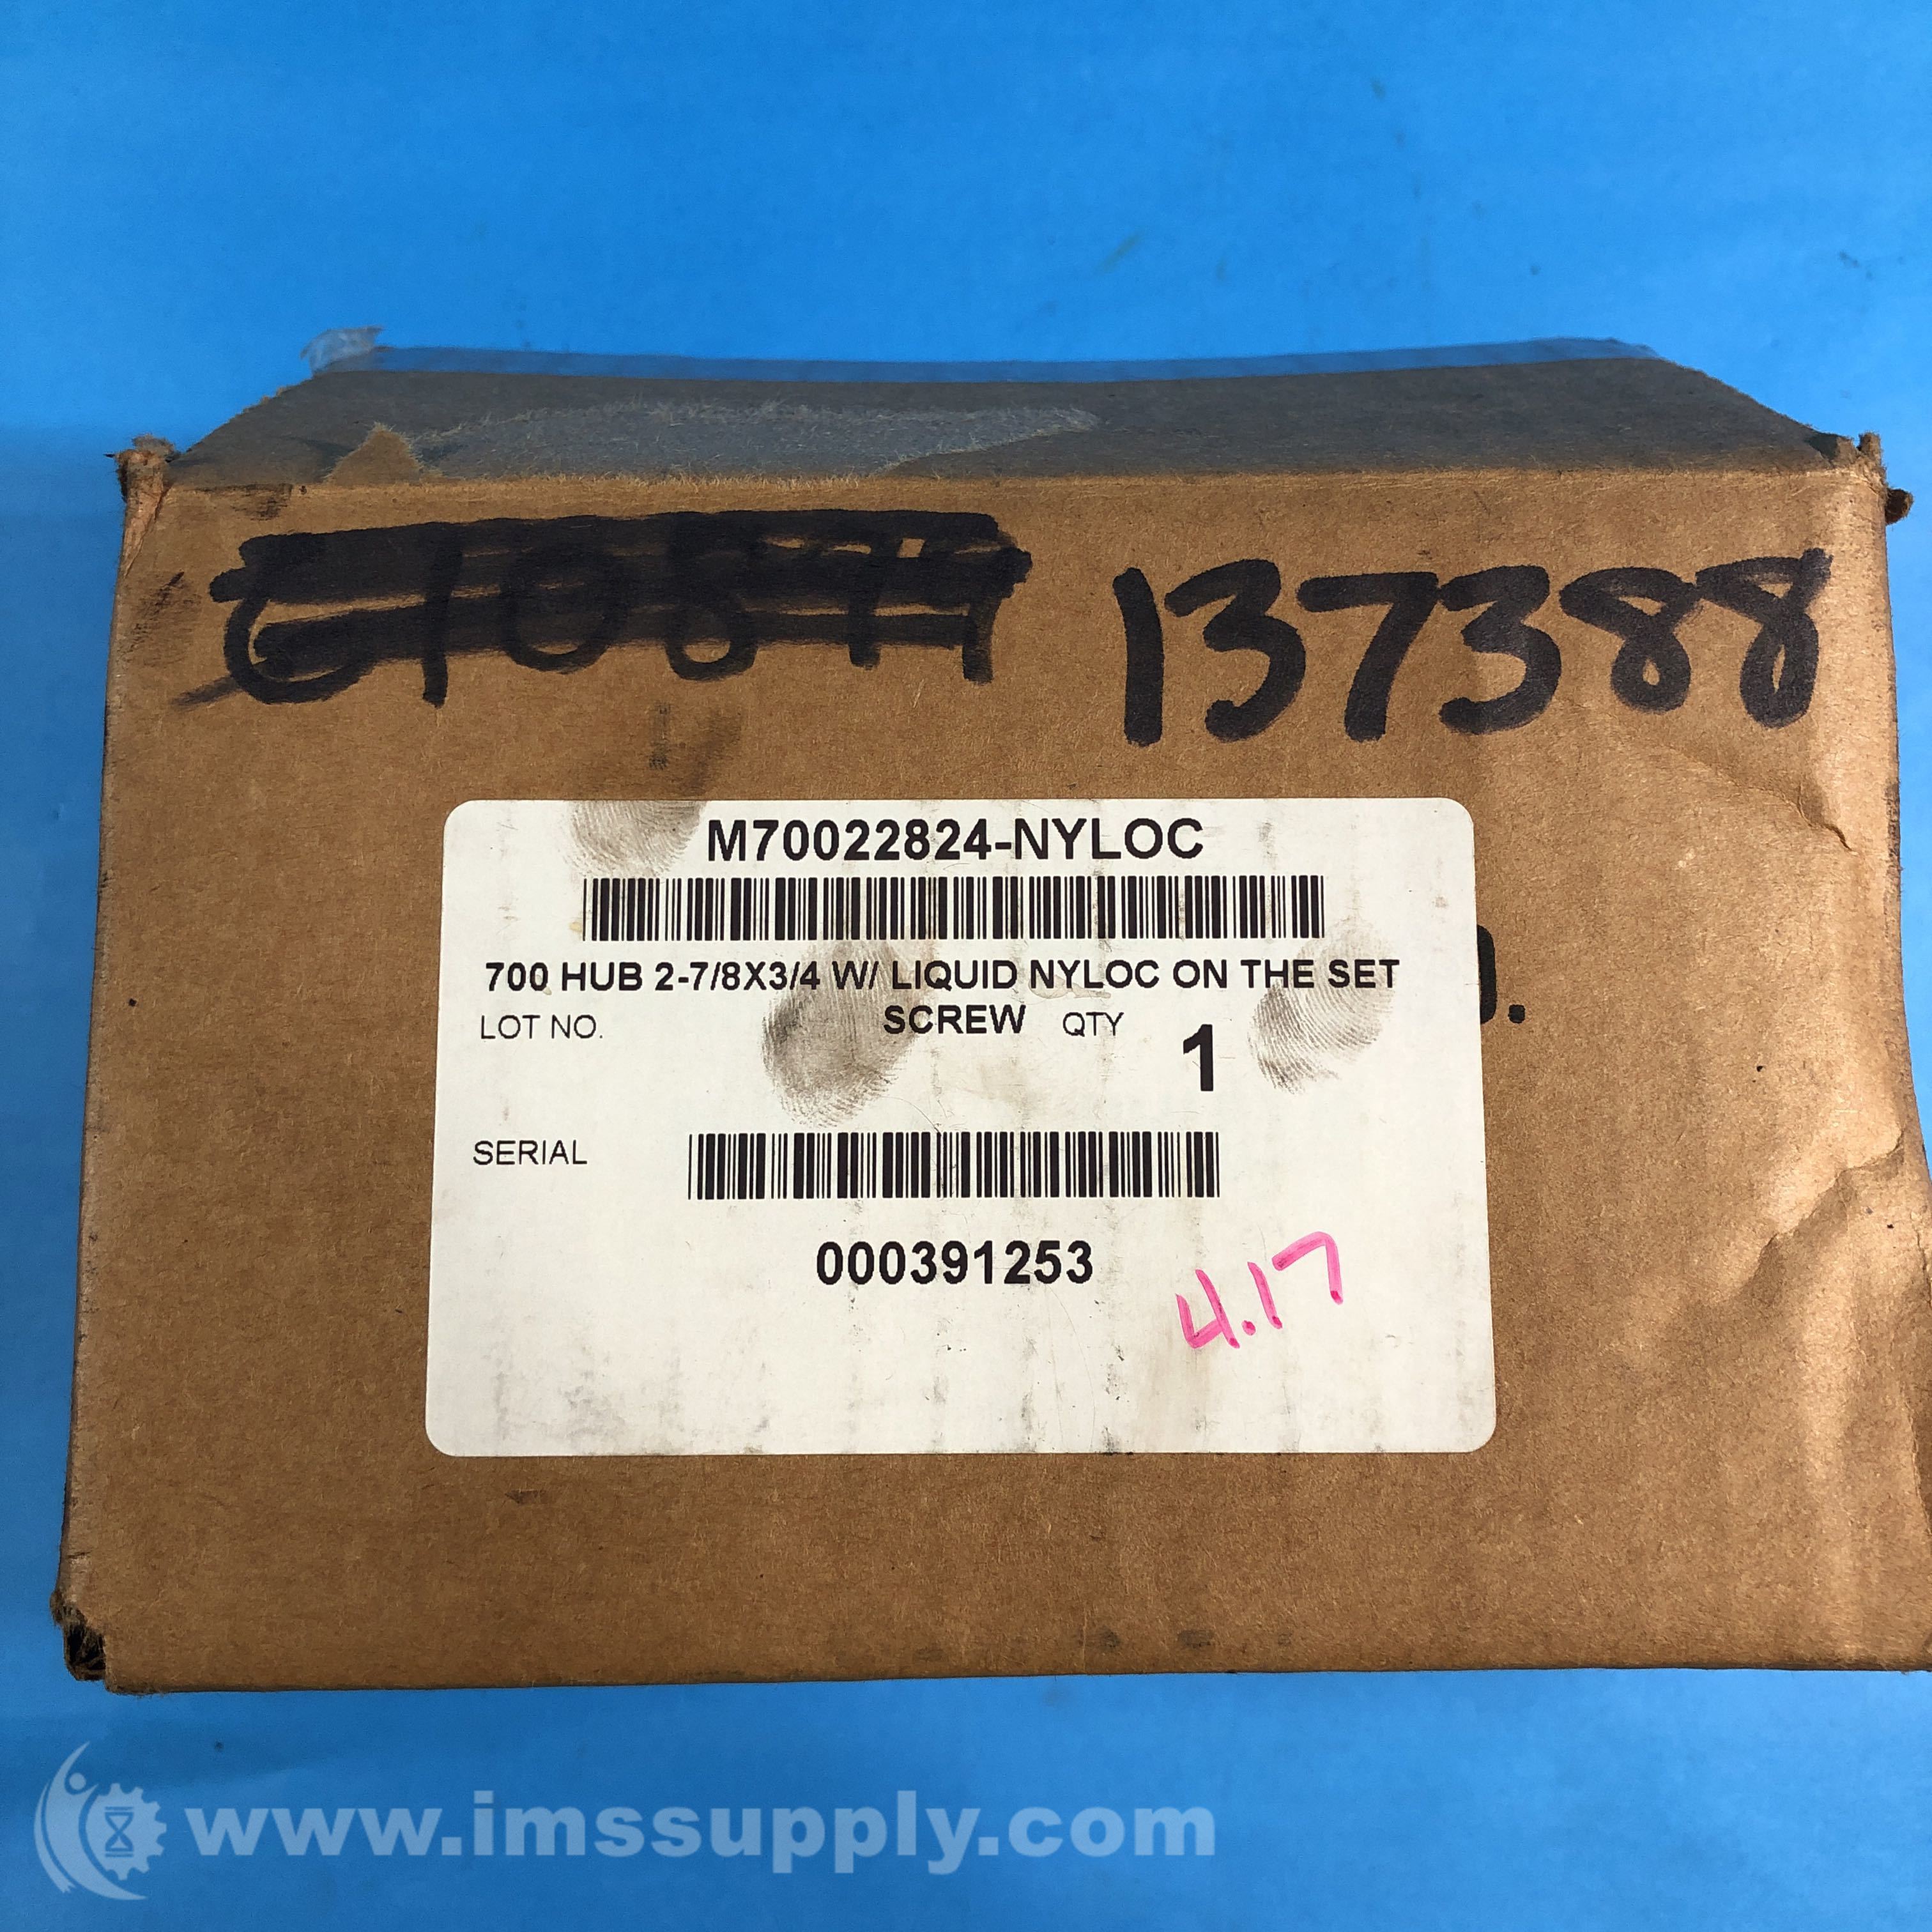 610877 137388
M70022824-NYLOC
700 HUB 2-7/8X3/4 W/ LIQUID NYLOC ON THE SET
SCREW
LOT NO.
QTY
1
SERIAL
000391253
4.17
www.imssupply.com